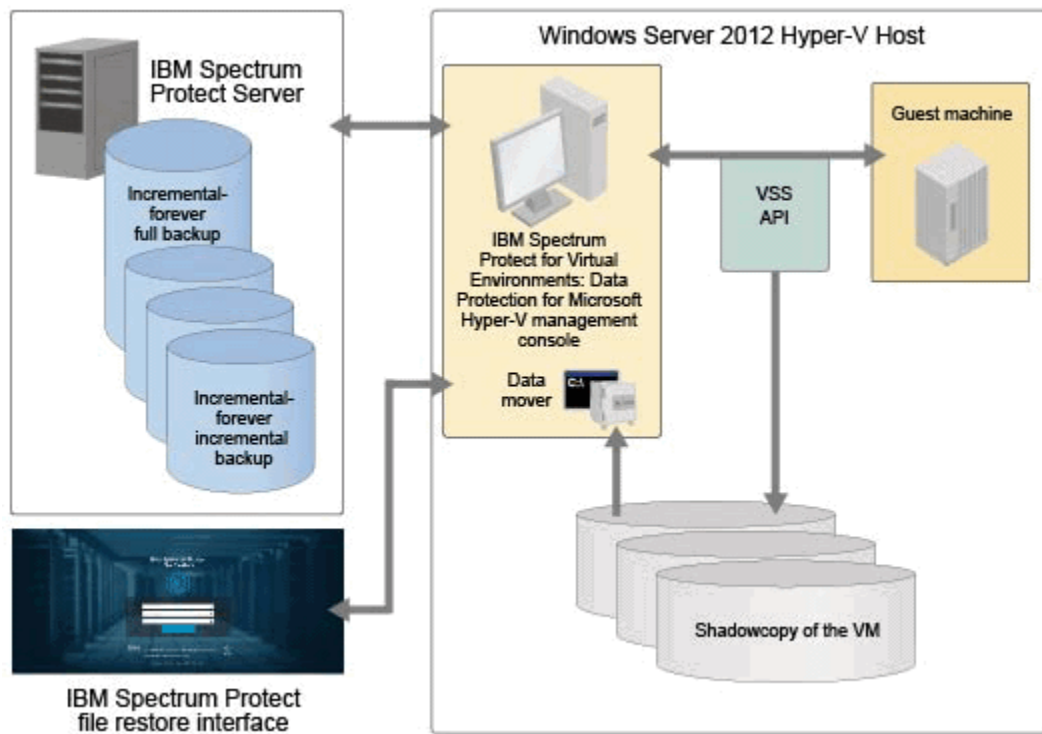 IBM Spectrum
Protect Server
Incremental-
forever
full backup
Incremental-
forever
incremental
backup
IBM Spectrum Protect
file restore interface
Windows Server 2012 Hyper-V Host
IBM Spectrum
Protect for Virtual
Environments: Data
Protection for Microsoft
Hyper-V management
console
Data
mover
C:\
VSS
API
Guest machine
Shadowcopy of the VM